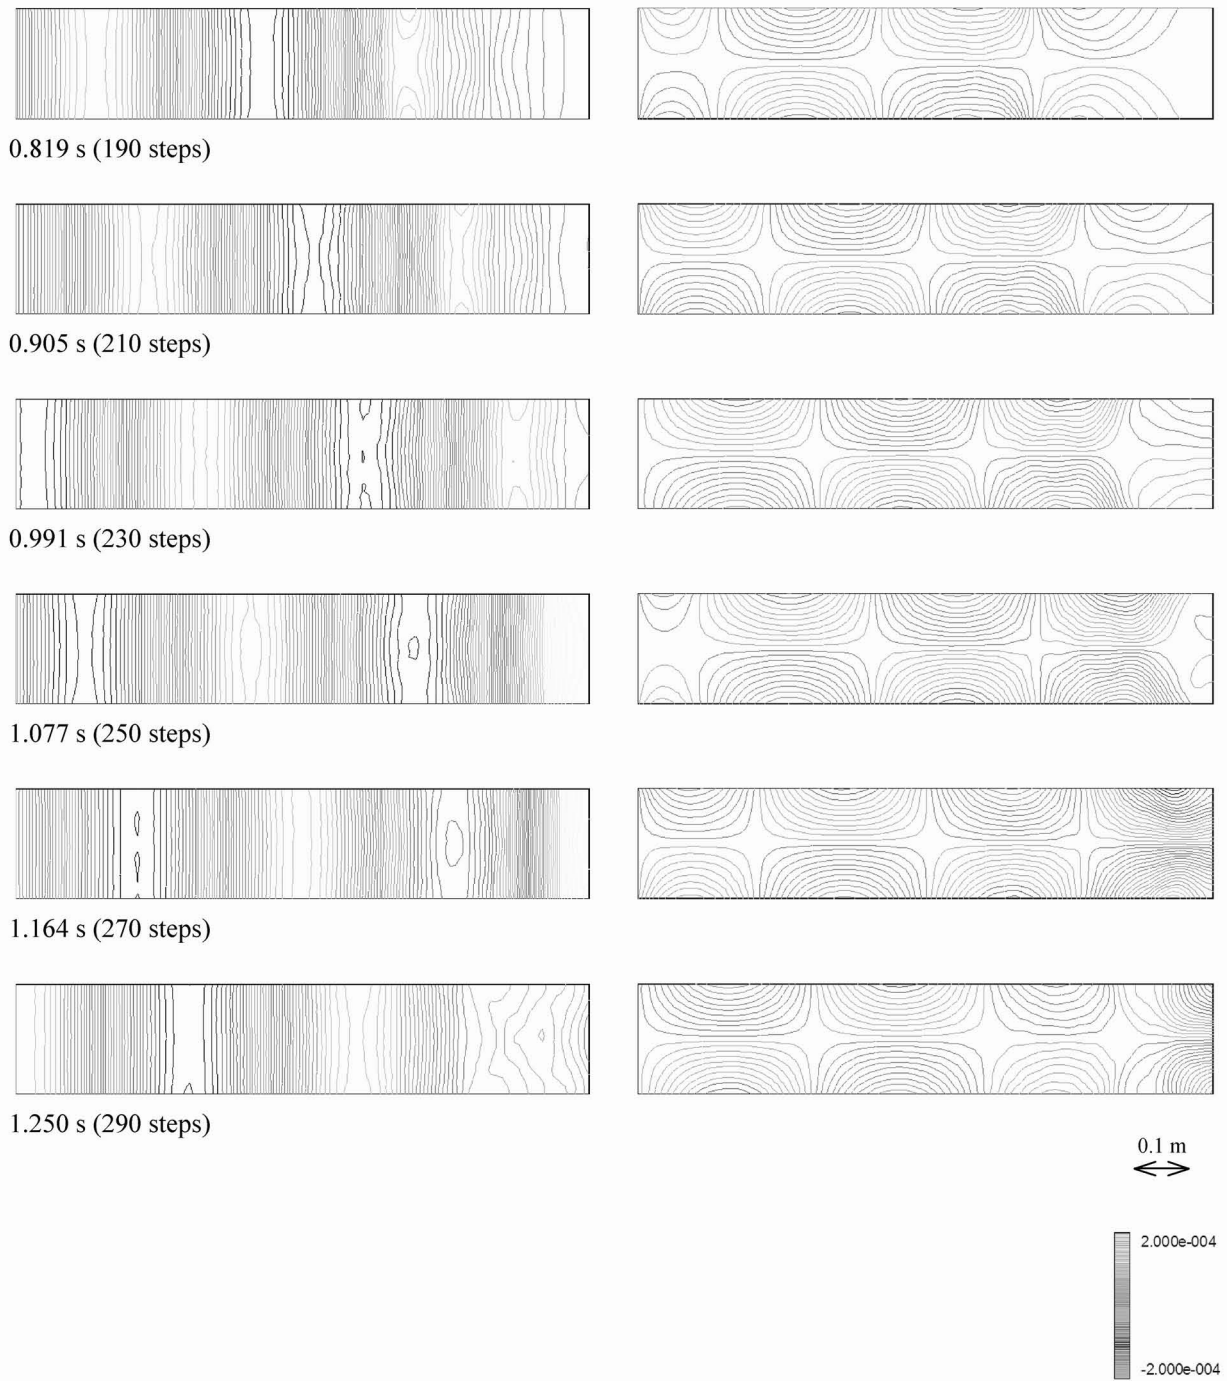 0.819 s (190 steps)
0.905 s (210 steps)
0.991 s (230 steps)
1.077 s (250 steps)
1.164 s (270 steps)
1.250 s (290 steps)
0.1 m
2.000e-004
-2.000e-004